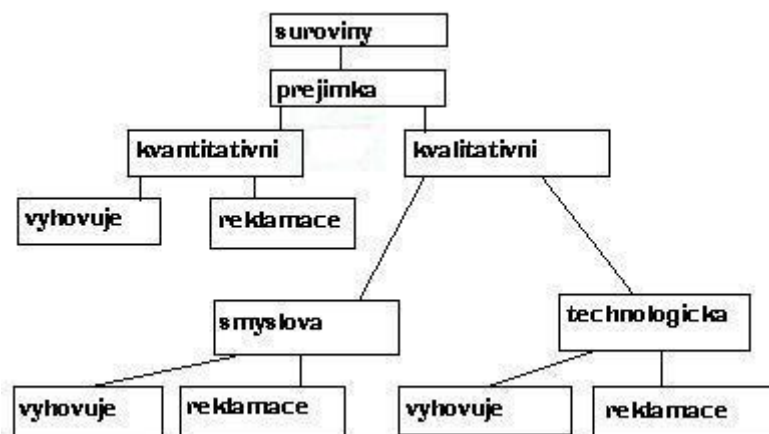 suroviny
prejimka
kvantitativni
kvalitativni
vyhovuje
reklamace
smyslova
technologicka
vyhovuje
reklamace
vyhovuje
reklamace